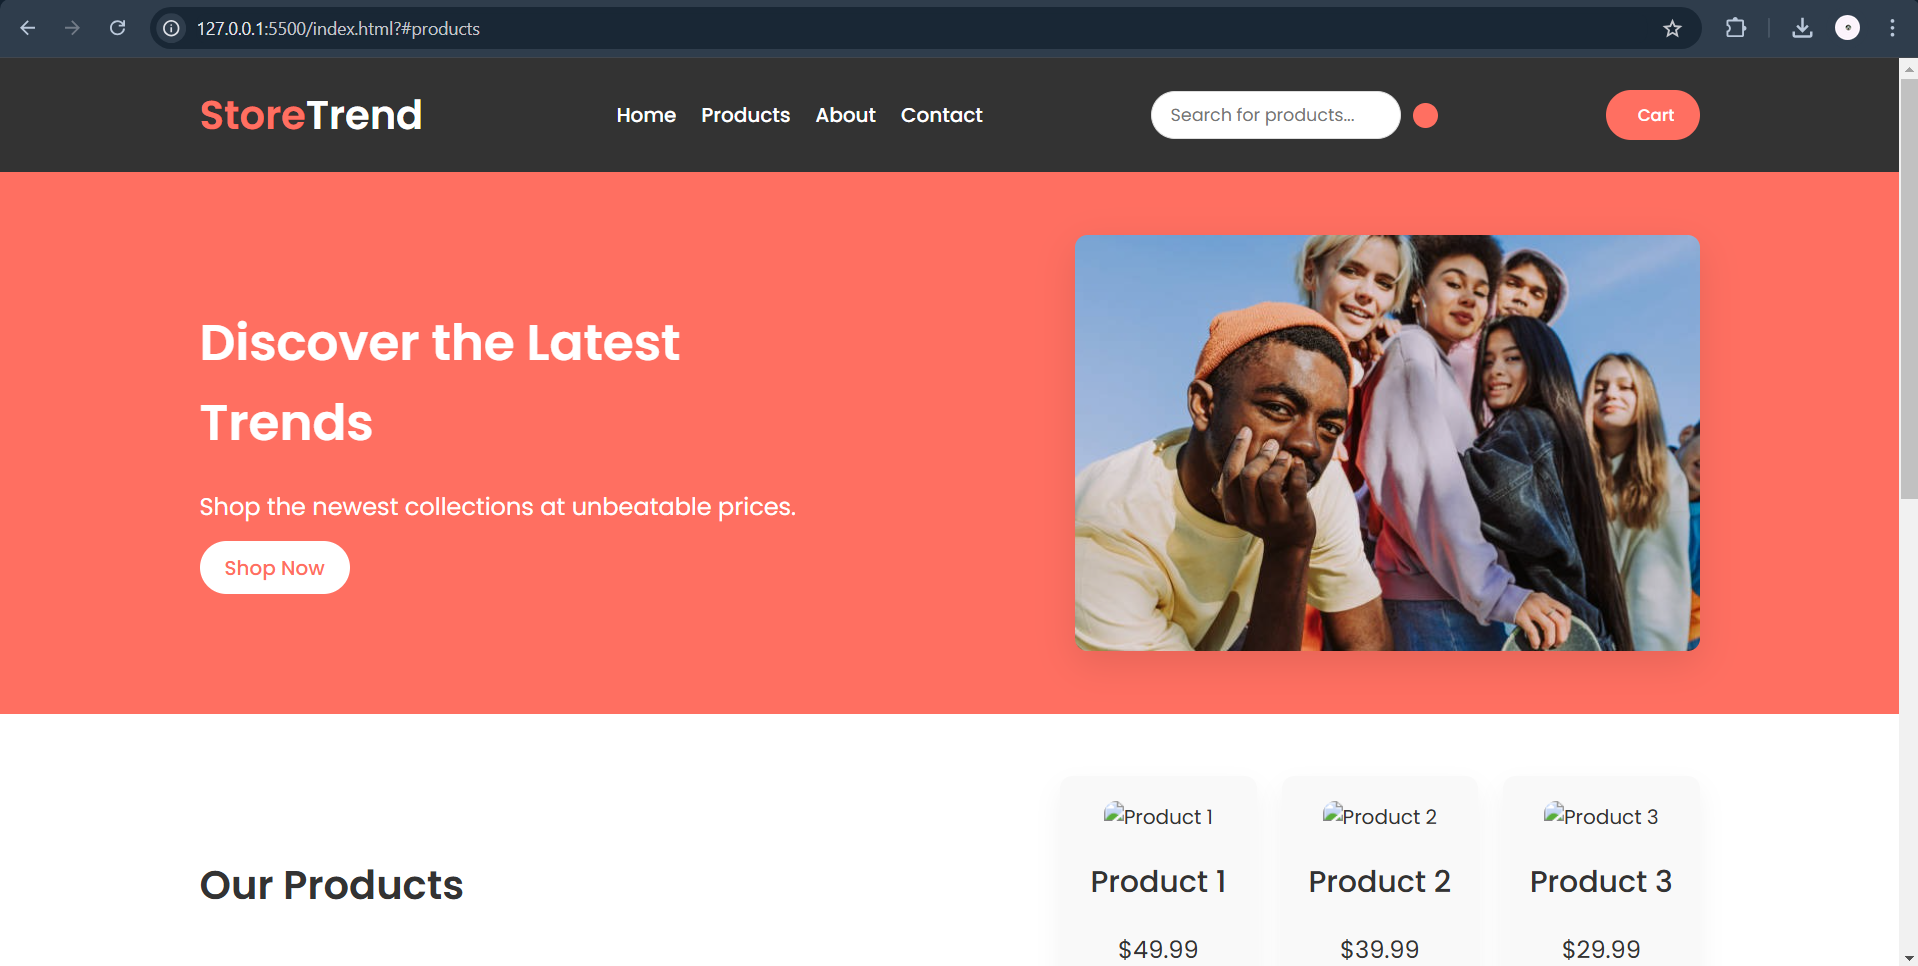 127.0.0.1:5500/index.html?#products
StoreTrend
Home Products About Contact
Search for products...
Cart
Discover the Latest
Trends
Shop the newest collections at unbeatable prices.
Shop Now
Our Products
Product 1 Product 2 Product 3
Product 1 Product 2 Product 3
$49.99 $39.99 $29.99